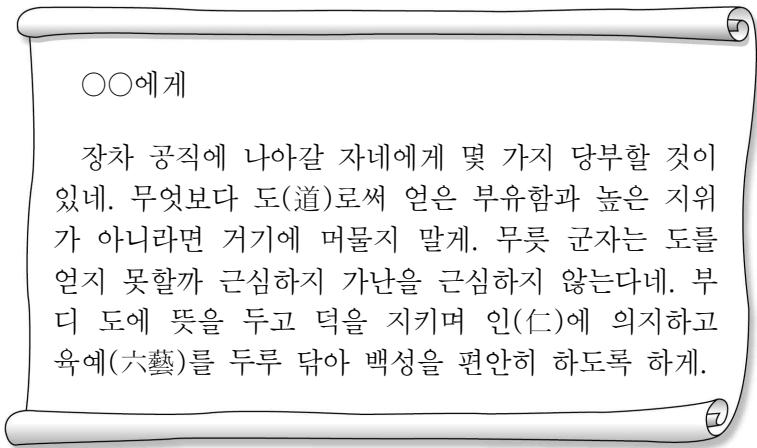 ○○에게
장차 공직에 나아갈 자네에게 몇 가지 당부할 것이
있네. 무엇보다 도(道)로써 얻은 부유함과 높은 지위
가 아니라면 거기에 머물지 말게. 무릇 군자는 도를
얻지 못할까 근심하지 가난을 근심하지 않는다네. 부
디 도에 뜻을 두고 덕을 지키며 인(仁)에 의지하고
육예(六藝)를 두루 닦아 백성을 편안히 하도록 하게.